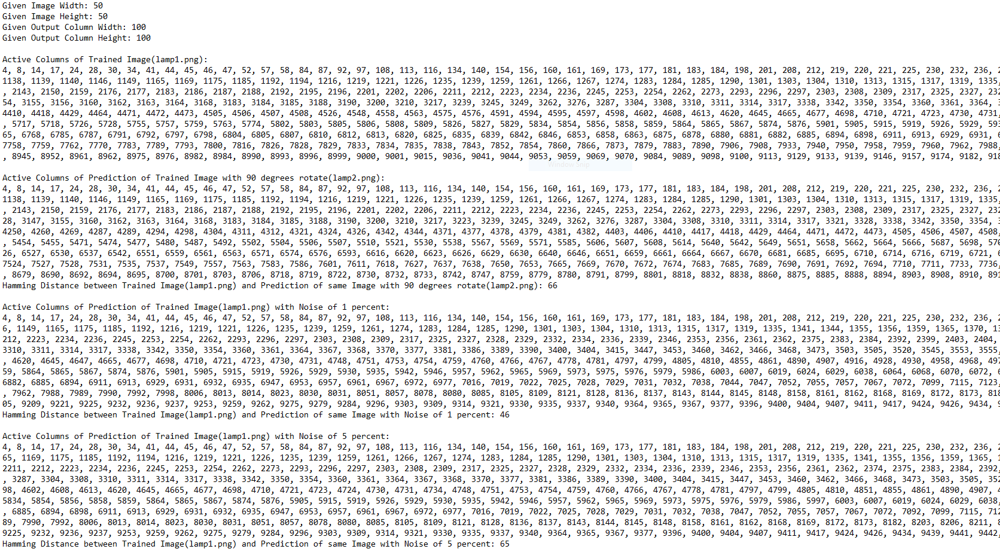 Given Image Width: 50
Given Image Height: 50
Given Output Column Width: 100
Given Output Column Height: 100
Active Columns of Trained Image(lamp1.png):
4, 8, 14, 17, 24, 28, 30, 34, 41, 44, 45, 46, 47, 52, 57, 58, 84, 87, 92, 97, 108, 113, 116, 134, 140, 154, 156, 160, 161, 169, 173, 177, 181, 183, 184, 198, 201, 208, 212, 219, 220, 221, 225, 230, 232, 236,
1138, 1139, 1140, 1146, 1149, 1165, 1169, 1175, 1185, 1192, 1194, 1216, 1219, 1221, 1226, 1235, 1239, 1259, 1261, 1266, 1267, 1274, 1283, 1284, 1285, 1290, 1301, 1303, 1304, 1310, 1313, 1315, 1317, 1319, 1335,
, 2143, 2150, 2159, 2176, 2177, 2183, 2186, 2187, 2188, 2192, 2195, 2196, 2201, 2202, 2206, 2211, 2212, 2223, 2234, 2236, 2245, 2253, 2254, 2262, 2273, 2293, 2296, 2297, 2303, 2308, 2309, 2317, 2325, 2327,
54, 3155, 3156, 3160, 3162, 3163, 3164, 3168, 3183, 3184, 3185, 3188, 3190, 3200, 3210, 3217, 3239, 3245, 3249, 3262, 3276, 3287, 3304, 3308, 3310, 3311, 3314, 3317, 3338, 3342, 3350, 3354, 3360, 3361, 3364,
4410, 4418, 4429, 4464, 4471, 4472, 4473, 4505, 4506, 4507, 4508, 4526, 4548, 4558, 4563, 4575, 4576, 4591, 4594, 4595, 4597, 4598, 4602, 4608, 4613, 4620, 4645, 4665, 4677, 4698, 4710, 4721, 4723, 4730, 4731,
, 5717, 5718, 5726, 5728, 5755, 5757, 5759, 5763, 5774, 5802, 5803, 5805, 5806, 5808, 5809, 5826, 5827, 5829, 5834, 5854, 5856, 5858, 5859, 5864, 5865, 5867, 5874, 5876, 5901, 5905, 5915, 5919, 5926, 5929,
65, 6768, 6785, 6787, 6791, 6792, 6797, 6798, 6804, 6805, 6807, 6810, 6812, 6813, 6820, 6825, 6835, 6839, 6842, 6846, 6853, 6858, 6863, 6875, 6878, 6880, 6881, 6882, 6885, 6894, 6898, 6911, 6913, 6929, 6931,
7758, 7759, 7762, 7770, 7783, 7789, 7793, 7800, 7816, 7826, 7828, 7829, 7833, 7834, 7835, 7838, 7843, 7852, 7854, 7860, 7866, 7873, 7879, 7883, 7890, 7906, 7908, 7933, 7940, 7950, 7958, 7959, 7960, 7962, 7988,
, 8945, 8952, 8961, 8962, 8975, 8976, 8982, 8984, 8990, 8993, 8996, 8999, 9000, 9001, 9015, 9036, 9041, 9044, 9053, 9059, 9069, 9070, 9084, 9089, 9098, 9100, 9113, 9129, 9133, 9139, 9146, 9157, 9174, 9182,
Window Snip
Active Columns of Prediction of Trained Image with 90 degrees rotate(lamp2.png):
4, 8, 14, 17, 24, 28, 30, 34, 41, 44, 45, 46, 47, 52, 57, 58, 84, 87, 92, 97, 108, 113, 116, 134, 140, 154, 156, 160, 161, 169, 173, 177, 181, 183, 184, 198, 201, 208, 212, 219, 220, 221, 225, 230, 232, 236,
1138, 1139, 1140, 1146, 1149, 1165, 1169, 1175, 1185, 1192, 1194, 1216, 1219, 1221, 1226, 1235, 1239, 1259, 1261, 1266, 1267, 1274, 1283, 1284, 1285, 1290, 1301, 1303, 1304, 1310, 1313, 1315, 1317, 1319, 1335,
, 2143, 2150, 2159, 2176, 2177, 2183, 2186, 2187, 2188, 2192, 2195, 2196, 2201, 2202, 2206, 2211, 2212, 2223, 2234, 2236, 2245, 2253, 2254, 2262, 2273, 2293, 2296, 2297, 2303, 2308, 2309, 2317, 2325, 2327,
28, 3147, 3155, 3160, 3162, 3163, 3164, 3168, 3183, 3184, 3185, 3188, 3190, 3200, 3210, 3217, 3223, 3239, 3245, 3249, 3262, 3276, 3287, 3304, 3308, 3310, 3311, 3314, 3317, 3321, 3328, 3338, 3342, 3350, 3354,
4250, 4260, 4269, 4287, 4289, 4294, 4298, 4304, 4311, 4312, 4321, 4324, 4326, 4342, 4344, 4371, 4377, 4378, 4379, 4381, 4382, 4403, 4406, 4410, 4417, 4418, 4429, 4464, 4471, 4472, 4473, 4505, 4506, 4507, 4508,
, 5454, 5455, 5471, 5474, 5477, 5480, 5487, 5492, 5502, 5504, 5506, 5507, 5510, 5521, 5530, 5538, 5567, 5569, 5571, 5585, 5606, 5607, 5608, 5614, 5640, 5642, 5649, 5651, 5658, 5662, 5664, 5666, 5687, 5698,
26, 6527, 6530, 6537, 6542, 6551, 6559, 6561, 6563, 6571, 6574, 6576, 6593, 6616, 6620, 6623, 6626, 6629, 6630, 6640, 6646, 6651, 6659, 6661, 6664, 6667, 6670, 6681, 6685, 6695, 6710, 6714, 6716, 6719, 6721,
7524, 7527, 7528, 7531, 7535, 7537, 7549, 7557, 7563, 7583, 7586, 7601, 7611, 7618, 7627, 7637, 7638, 7650, 7653, 7665, 7669, 7670, 7672, 7674, 7683, 7685, 7689, 7690, 7691, 7692, 7694, 7710, 7711, 7733, 7736,
, 8679, 8690, 8692, 8694, 8695, 8700, 8701, 8703, 8706, 8718, 8719, 8722, 8730, 8732, 8733, 8742, 8747, 8759, 8779, 8780, 8791, 8799, 8801, 8818, 8832, 8838, 8860, 8875, 8885, 8888, 8894, 8903, 8908, 8910,
Hamming Distance between Trained Image(lamp1.png) and Prediction of same Image with 90 degrees rotate(lamp2.png): 66
Active Columns of Prediction of Trained Image(lamp1.png) with Noise of 1 percent:
4, 8, 14, 17, 24, 28, 30, 34, 41, 44, 45, 46, 47, 52, 57, 58, 84, 87, 92, 97, 108, 113, 116, 134, 140, 154, 156, 160, 161, 169, 173, 177, 181, 183, 184, 198, 201, 208, 212, 219, 220, 221, 225, 230, 232, 236,
6, 1149, 1165, 1175, 1185, 1192, 1216, 1219, 1221, 1226, 1235, 1239, 1259, 1261, 1274, 1283, 1284, 1285, 1290, 1301, 1303, 1304, 1310, 1313, 1315, 1317, 1319, 1335, 1341, 1344, 1355, 1356, 1359, 1365, 1370,
212, 2223, 2234, 2236, 2245, 2253, 2254, 2262, 2293, 2296, 2297, 2303, 2308, 2309, 2317, 2325, 2327, 2328, 2329, 2332, 2334, 2336, 2339, 2346, 2353, 2356, 2361, 2362, 2375, 2383, 2384, 2392, 2399, 2403, 2404,
3310, 3311, 3314, 3317, 3338, 3342, 3350, 3354, 3360, 3361, 3364, 3367, 3368, 3370, 3377, 3381, 3386, 3389, 3390, 3400, 3404, 3415, 3447, 3453, 3460, 3462, 3466, 3468, 3473, 3503, 3505, 3520, 3545, 3553, 3555,
, 4620, 4645, 4647, 4665, 4677, 4698, 4710, 4721, 4723, 4730, 4731, 4748, 4751, 4753, 4754, 4759, 4760, 4766, 4767, 4778, 4781, 4797, 4799, 4805, 4810, 4855, 4861, 4890, 4907, 4916, 4928, 4930, 4958, 4968,
59, 5864, 5865, 5867, 5874, 5876, 5901, 5905, 5915, 5919, 5926, 5929, 5930, 5935, 5942, 5946, 5957, 5962, 5965, 5969, 5973, 5975, 5976, 5979, 5986, 6003, 6007, 6019, 6024, 6029, 6038, 6064, 6068, 6070, 6072,
6882, 6885, 6894, 6911, 6913, 6929, 6931, 6932, 6935, 6947, 6953, 6957, 6961, 6967, 6972, 6977, 7016, 7019, 7022, 7025, 7028, 7029, 7031, 7032, 7038, 7044, 7047, 7052, 7055, 7057, 7067, 7072, 7099, 7115, 7123,
, 7962, 7988, 7989, 7990, 7992, 7998, 8006, 8013, 8014, 8023, 8030, 8031, 8051, 8057, 8078, 8080, 8085, 8105, 8109, 8121, 8128, 8136, 8137, 8143, 8144, 8145, 8148, 8158, 8161, 8162, 8168, 8169, 8172, 8173,
05, 9209, 9221, 9225, 9232, 9236, 9237, 9253, 9259, 9262, 9275, 9279, 9284, 9296, 9303, 9309, 9314, 9321, 9330, 9335, 9337, 9340, 9364, 9365, 9367, 9377, 9396, 9400, 9404, 9407, 9411, 9417, 9424, 9426, 9434,
Hamming Distance between Trained Image(lamp1.png) and Prediction of same Image with Noise of 1 percent: 46
Active Columns of Prediction of Trained Image(lamp1.png) with Noise of 5 percent:
4, 8, 14, 17, 24, 28, 30, 34, 41, 44, 45, 46, 47, 52, 57, 58, 84, 87, 92, 97, 108, 113, 116, 134, 140, 154, 156, 160, 161, 169, 173, 177, 181, 183, 184, 198, 201, 208, 212, 219, 220, 221, 225, 230, 232, 236,
65, 1169, 1175, 1185, 1192, 1194, 1216, 1219, 1221, 1226, 1235, 1239, 1259, 1261, 1266, 1267, 1274, 1283, 1284, 1285, 1290, 1301, 1303, 1304, 1310, 1313, 1315, 1317, 1319, 1335, 1341, 1355, 1356, 1359, 1365,
2211, 2212, 2223, 2234, 2236, 2245, 2253, 2254, 2262, 2273, 2293, 2296, 2297, 2303, 2308, 2309, 2317, 2325, 2327, 2328, 2329, 2332, 2334, 2336, 2339, 2346, 2353, 2356, 2361, 2362, 2374, 2375, 2383, 2384, 2392,
, 3287, 3304, 3308, 3310, 3311, 3314, 3317, 3338, 3342, 3350, 3354, 3360, 3361, 3364, 3367, 3368, 3370, 3377, 3381, 3386, 3389, 3390, 3400, 3404, 3415, 3447, 3453, 3460, 3462, 3466, 3468, 3473, 3503, 3505,
98, 4602, 4608, 4613, 4620, 4645, 4665, 4677, 4698, 4710, 4721, 4723, 4724, 4730, 4731, 4734, 4748, 4751, 4753, 4754, 4759, 4760, 4766, 4767, 4778, 4781, 4797, 4799, 4805, 4810, 4851, 4855, 4861, 4890, 4907,
5834, 5854, 5856, 5858, 5859, 5864, 5865, 5867, 5874, 5876, 5905, 5915, 5919, 5926, 5929, 5930, 5935, 5942, 5946, 5957, 5962, 5965, 5969, 5973, 5975, 5976, 5979, 5986, 5997, 6003, 6007, 6019, 6024, 6029, 6038,
, 6885, 6894, 6898, 6911, 6913, 6929, 6931, 6932, 6935, 6947, 6953, 6957, 6961, 6967, 6972, 6977, 7016, 7019, 7022, 7025, 7028, 7029, 7031, 7032, 7038, 7047, 7052, 7055, 7057, 7067, 7072, 7092, 7099, 7115,
89, 7990, 7992, 8006, 8013, 8014, 8023, 8030, 8031, 8051, 8057, 8078, 8080, 8085, 8105, 8109, 8121, 8128, 8136, 8137, 8143, 8144, 8145, 8148, 8158, 8161, 8162, 8168, 8169, 8172, 8173, 8182, 8203, 8206, 8211,
9225, 9232, 9236, 9237, 9253, 9259, 9262, 9275, 9279, 9284, 9296, 9303, 9309, 9314, 9321, 9330, 9335, 9337, 9340, 9364, 9365, 9367, 9377, 9396, 9400, 9404, 9407, 9411, 9417, 9424, 9426, 9434, 9439, 9441, 9442,
Hamming Distance between Trained Image(lamp1.png) and Prediction of same Image with Noise of 5 percent: 65